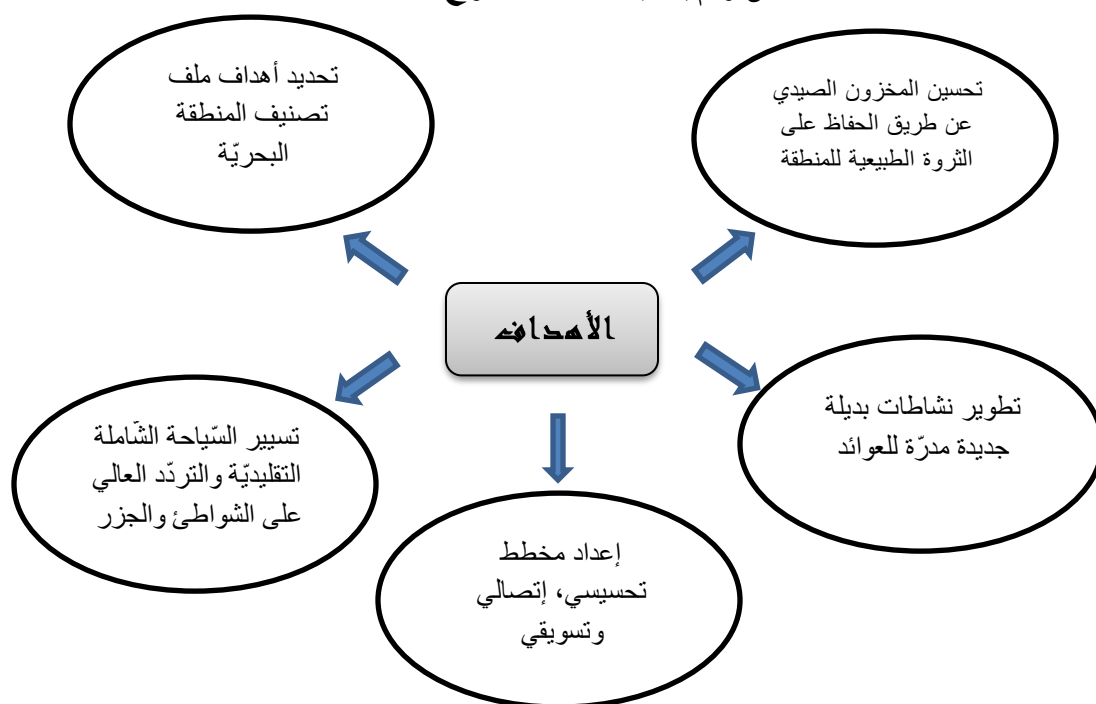 تحسين المخزون الصيدي
عن طريق الحفاظ على
الثروة الطبيعية للمنطقة
تحديد أهداف ملف
تصنيف المنطقة
البحريّة
الأهداف
تطوير نشاطات بديلة
جديدة مدرّة للعوائد
تسيير السّياحة الشّاملة
التقليديّة والتردّد العالي
على الشواطئ والجزر
إعداد مخطط
تحسيسي، إتصالي
وتسويقي